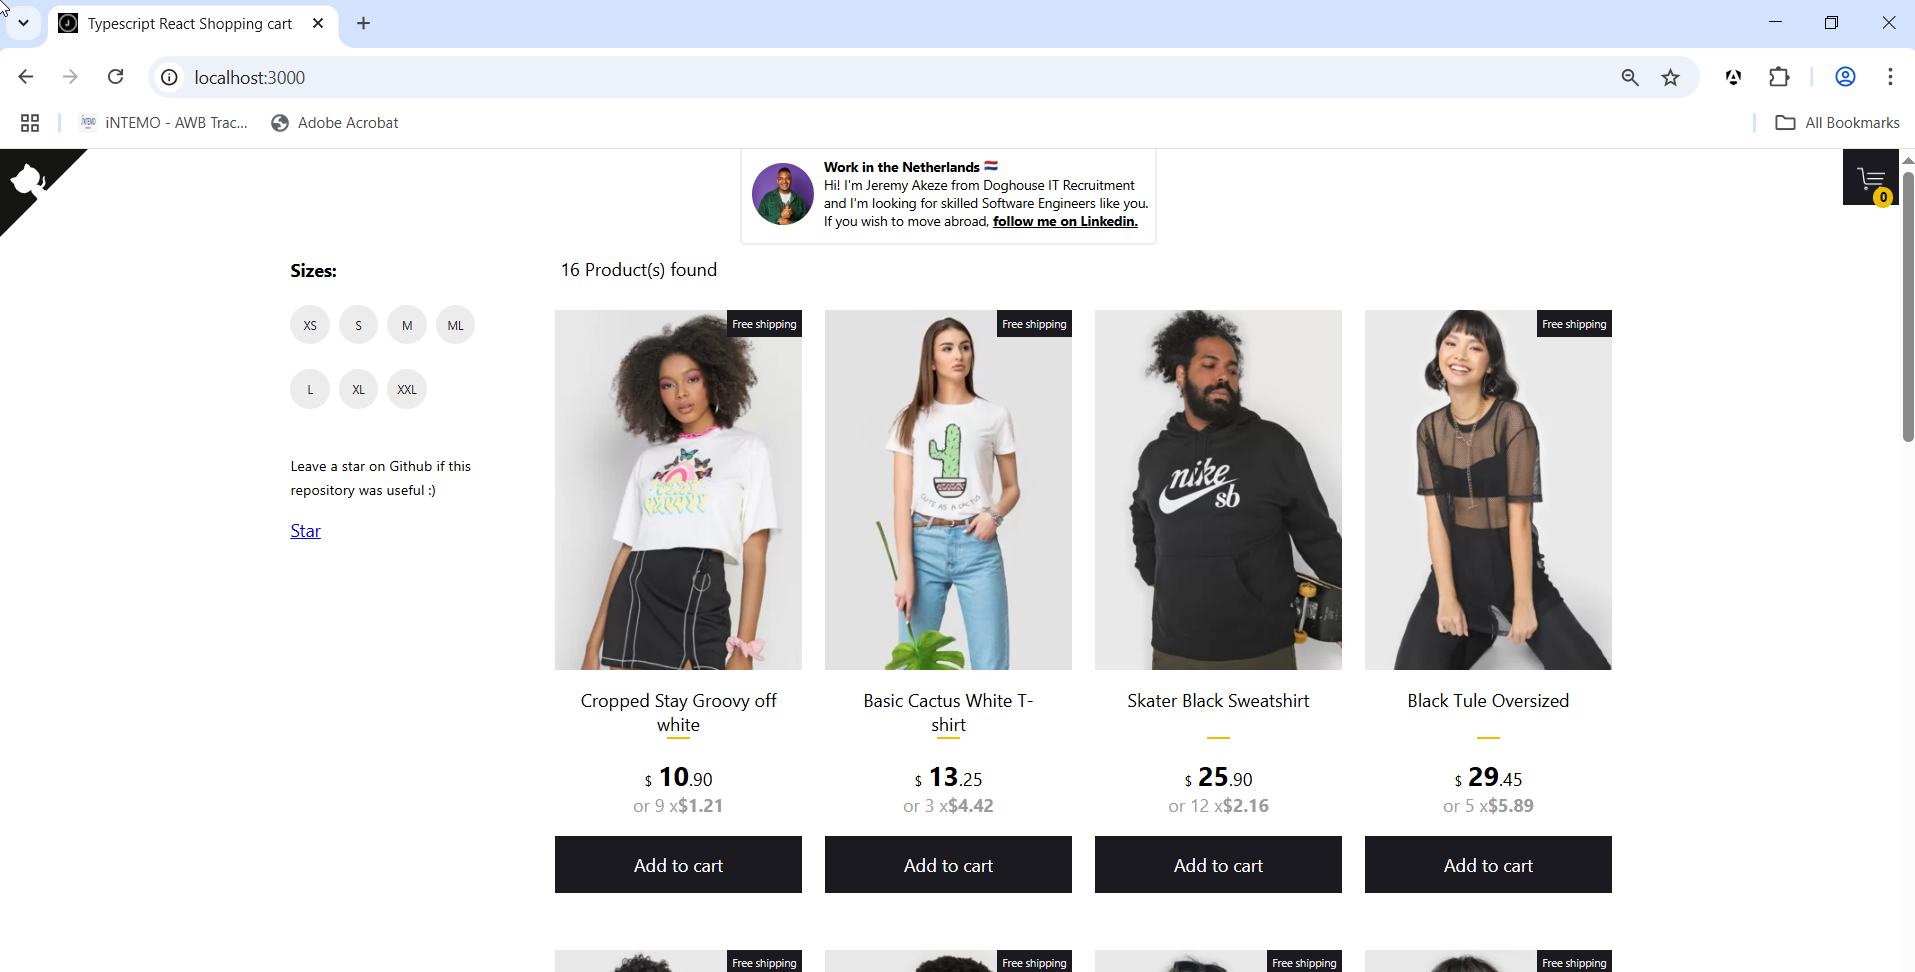 Typescript React Shopping cart
localhost:3000
iNTEMO - AWB Trac...
Adobe Acrobat
All Bookmarks
Work in the Netherlands
Hi! I'm Jeremy Akeze from Doghouse IT Recruitment
and I'm looking for skilled Software Engineers like you.
If you wish to move abroad, follow me on Linkedin.
0
Sizes:
XS S M ML
L XL XXL
Leave a star on Github if this
repository was useful :)
Star
16 Product(s) found
Free shipping
Cropped Stay Groovy off
white
$ 10.90
or 9 x$1.21
Add to cart
Free shipping
CUTE AS A CACTUS
Basic Cactus White T-
shirt
$ 13.25
or 3 x$4.42
Add to cart
nike
sb
Skater Black Sweatshirt
$ 25.90
or 12 x$2.16
Add to cart
Free shipping
Black Tule Oversized
$ 29.45
or 5 x$5.89
Add to cart
Free shipping
Free shipping
Free shipping
Free shipping